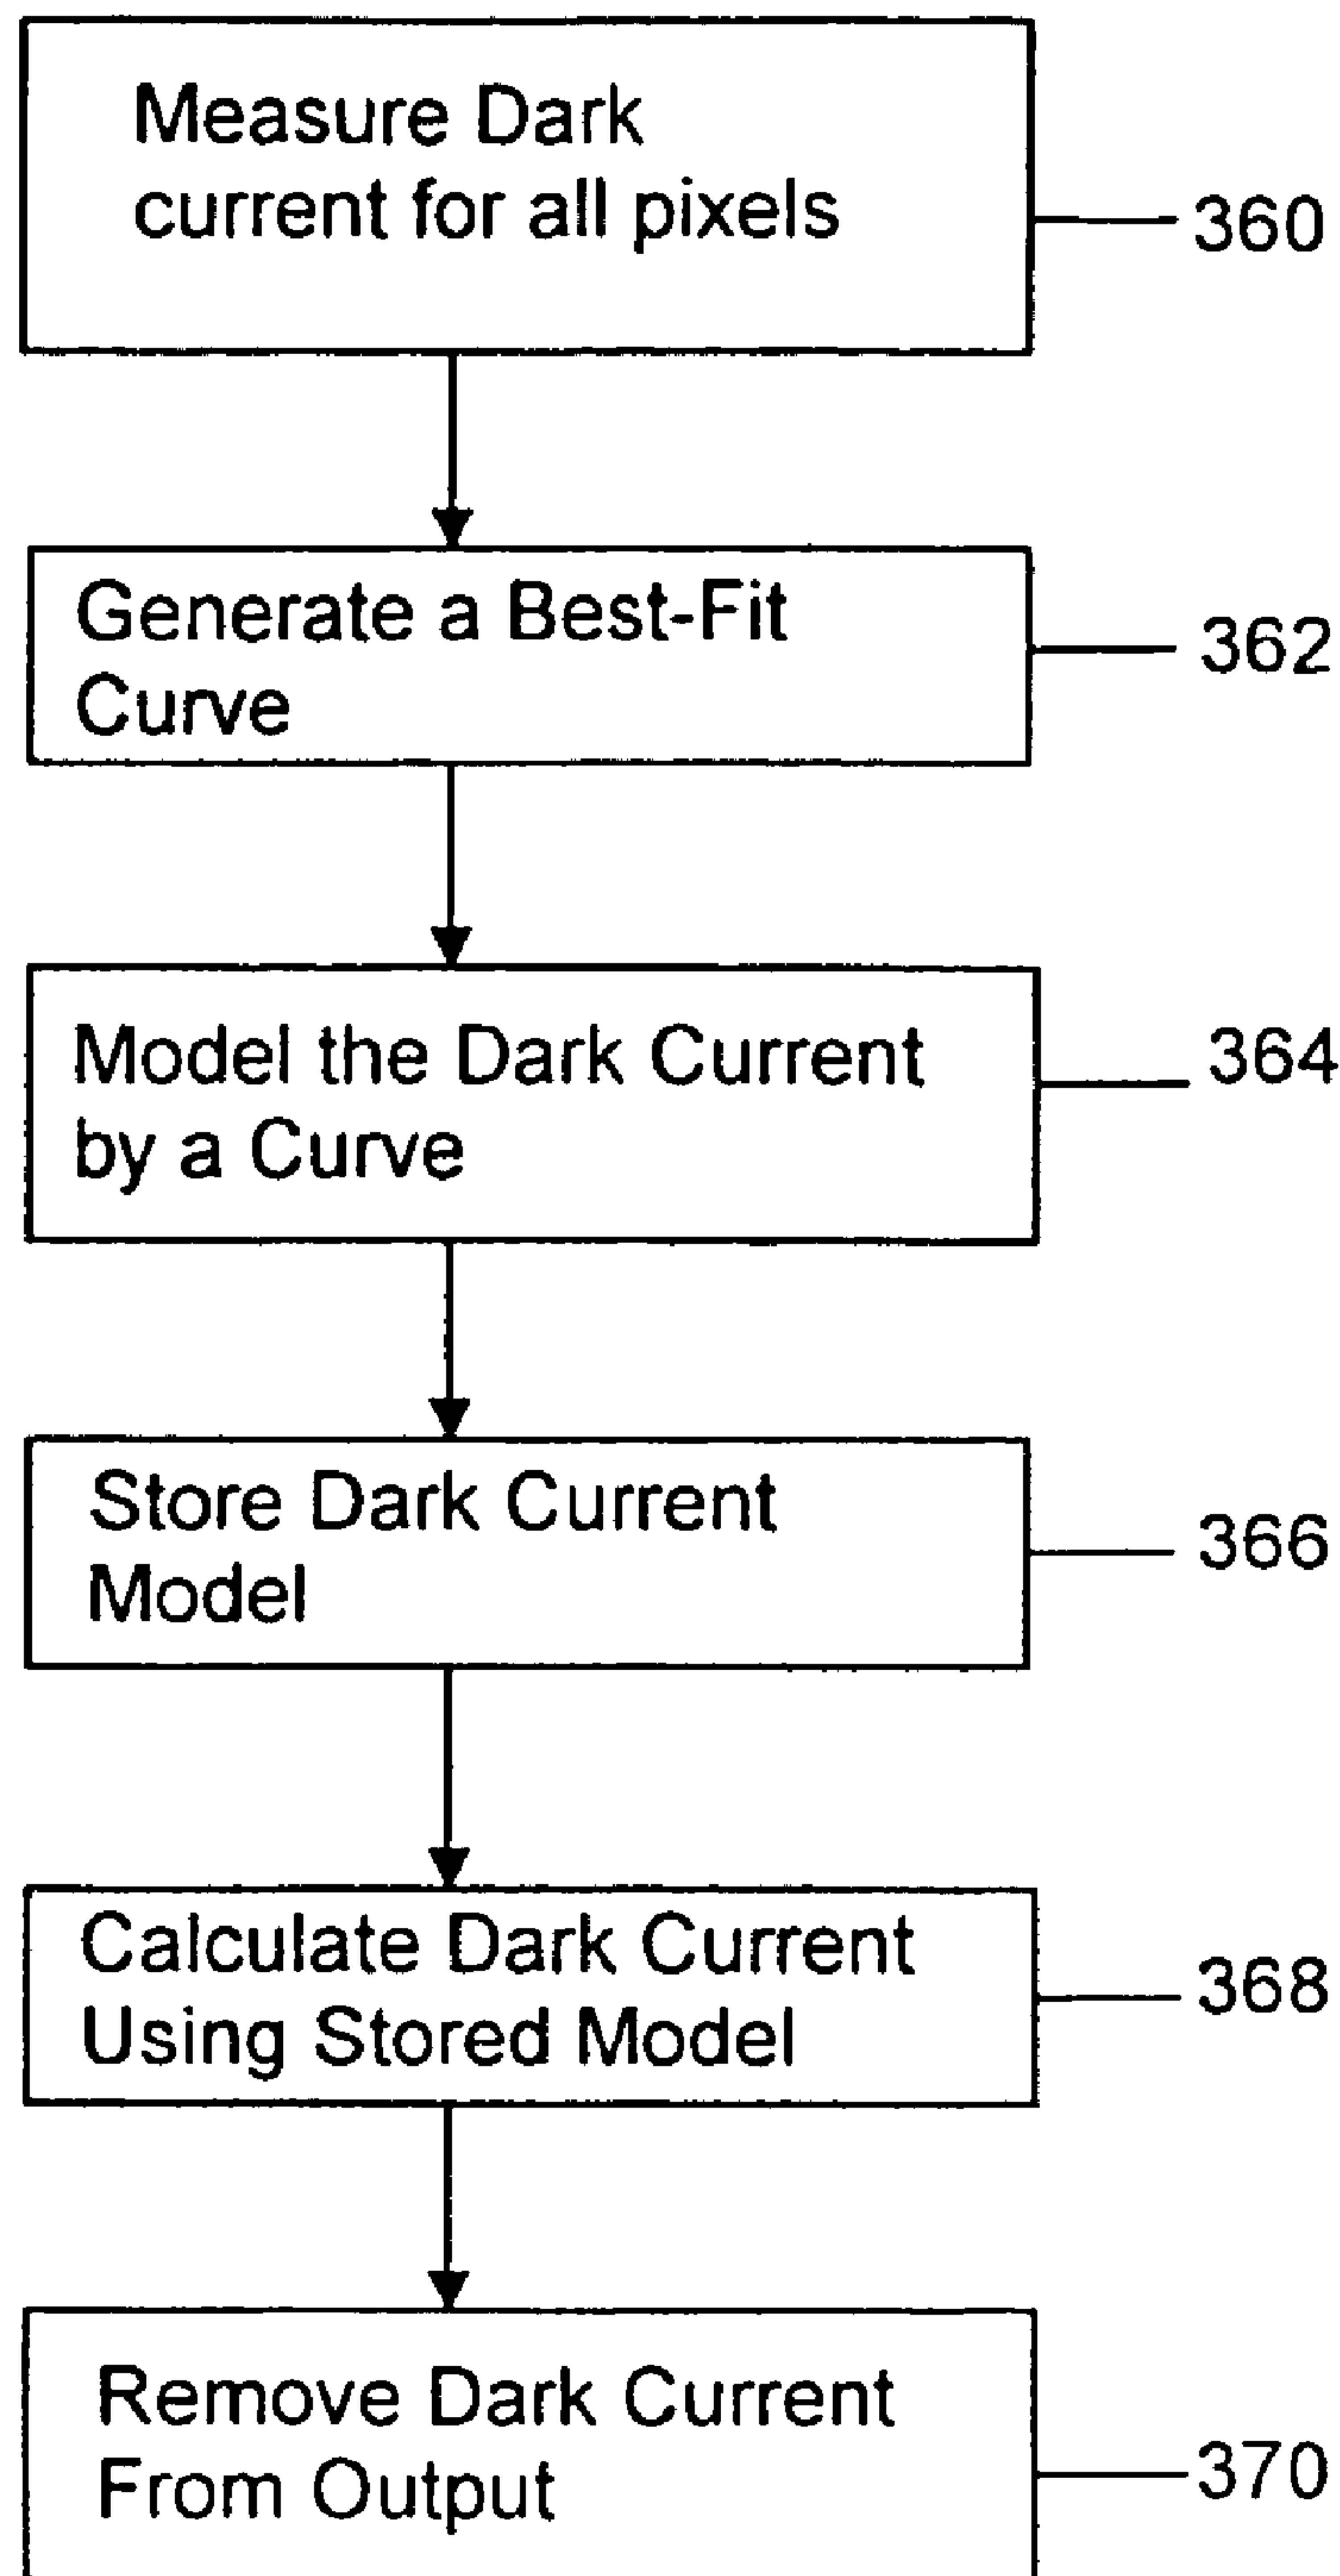 Measure Dark
current for all pixels
360
Generate a Best-Fit
Curve
362
Model the Dark Current
by a Curve
364
Store Dark Current
Model
366
Calculate Dark Current
Using Stored Model
368
Remove Dark Current
From Output
370